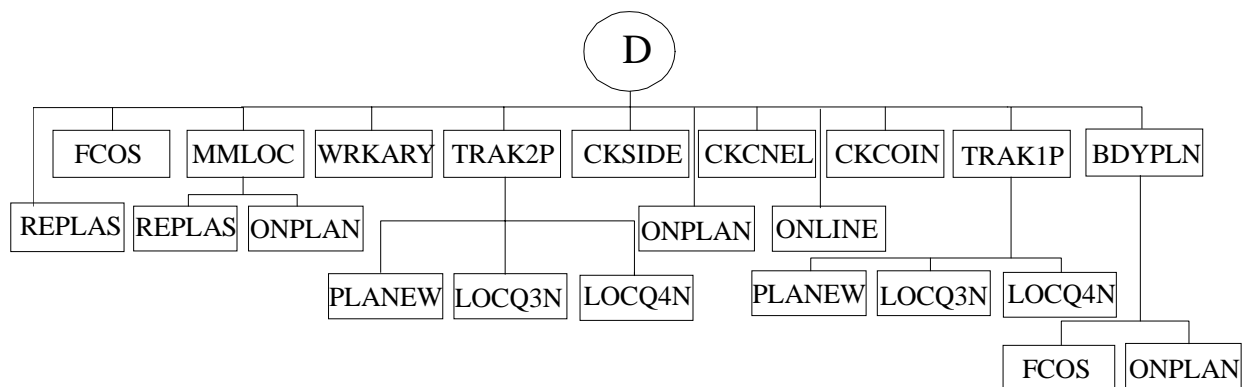 D
FCOS
MMLOC
WRKARY
TRAK2P
CKSIDE
CKCNEL
CKCOIN
TRAK1P
BDYPLN
REPLAS
REPLAS
ONPLAN
ONPLAN
ONLINE
PLANEW
LOCQ3N
LOCQ4N
PLANEW
LOCQ3N
LOCQ4N
FCOS
ONPLAN